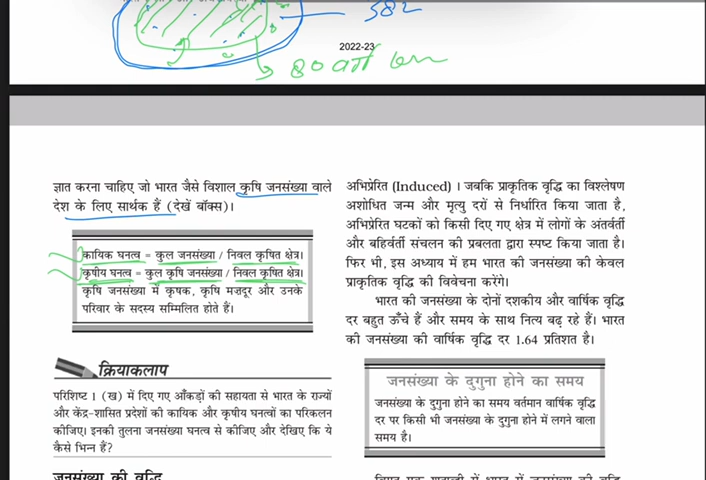 382
2022-23
80 वर्ग km
ज्ञात करना चाहिए जो भारत जैसे विशाल कृषि जनसंख्या वाले
देश के लिए सार्थक हैं (देखें बॉक्स)।
कायिक घनत्व = कुल जनसंख्या / निवल कृषित क्षेत्र।
कृषीय घनत्व = कुल कृषि जनसंख्या / निवल कृषित क्षेत्र।
कृषि जनसंख्या में कृषक, कृषि मजदूर और उनके
परिवार के सदस्य सम्मिलित होते हैं।
क्रियाकलाप
परिशिष्ट 1 (ख) में दिए गए आँकड़ों की सहायता से भारत के राज्यों
और केंद्र-शासित प्रदेशों की कायिक और कृषीय घनत्वों का परिकलन
कीजिए। इनकी तुलना जनसंख्या घनत्व से कीजिए और देखिए कि ये
कैसे भिन्न हैं?
जनसंख्या की वृद्धि
अभिप्रेरित (Induced) । जबकि प्राकृतिक वृद्धि का विश्लेषण
अशोधित जन्म और मृत्यु दरों से निर्धारित किया जाता है,
अभिप्रेरित घटकों को किसी दिए गए क्षेत्र में लोगों के अंतर्वर्ती
और बहिर्वर्ती संचलन की प्रबलता द्वारा स्पष्ट किया जाता है।
फिर भी, इस अध्याय में हम भारत की जनसंख्या की केवल
प्राकृतिक वृद्धि की विवेचना करेंगे।
भारत की जनसंख्या के दोनों दशकीय और वार्षिक वृद्धि
दर बहुत ऊँचे हैं और समय के साथ नित्य बढ़ रहे हैं। भारत
की जनसंख्या की वार्षिक वृद्धि दर 1.64 प्रतिशत है।
जनसंख्या के दुगुना होने का समय
जनसंख्या के दुगुना होने का समय वर्तमान वार्षिक वृद्धि
दर पर किसी भी जनसंख्या के दुगुना होने में लगने वाला
समय है।